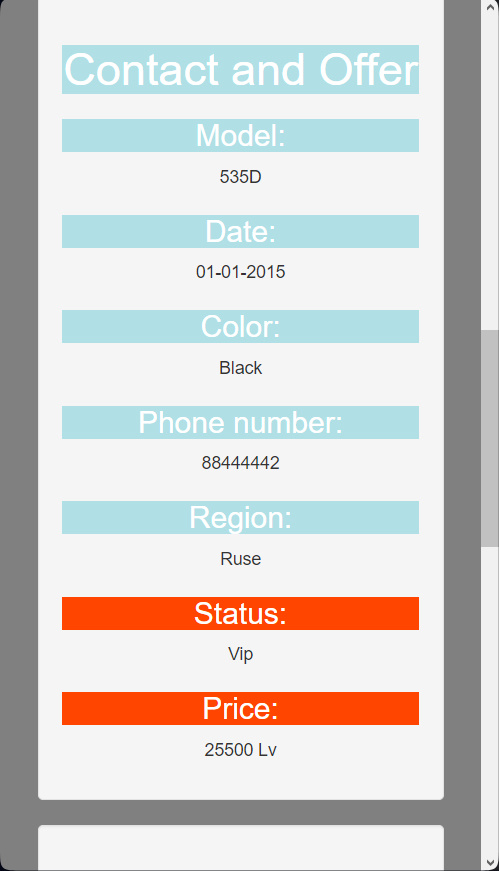 Contact and Offer
Model:
535D
Date:
01-01-2015
Color:
Black
Phone number:
88444442
Region:
Ruse
Status:
Vip
Price:
25500 Lv